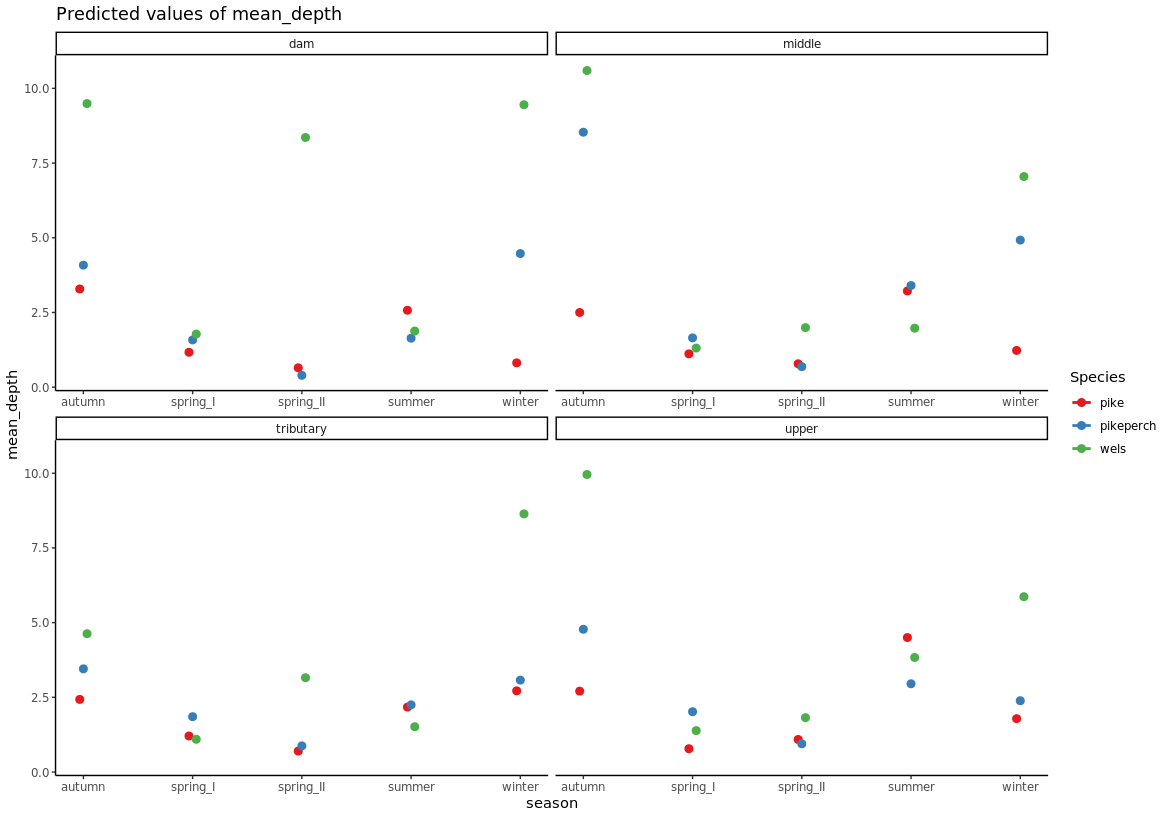 Predicted values of mean_depth
dam
middle
10.0
7.5
5.0
2.5
0.0
autumn spring_I spring_II summer winter
autumn spring_I spring_II summer winter
tributary
upper
10.0
7.5
5.0
2.5
0.0
autumn spring_I spring_II summer winter
autumn spring_I spring_II summer winter
mean_depth
season
Species
pike
pikeperch
wels